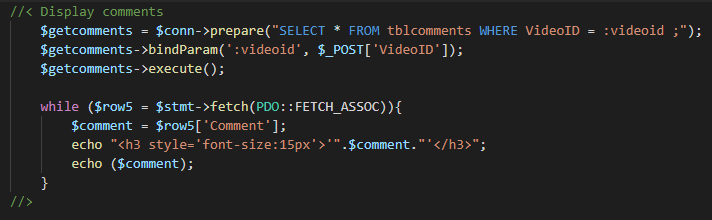 //< Display comments
$getcomments = $conn->prepare("SELECT * FROM tblcomments WHERE VideoID = :videoid ;");
$getcomments->bindParam(':videoid', $_POST['VideoID']);
$getcomments->execute();
while ($row5 = $stmt->fetch(PDO::FETCH_ASSOC)){
$comment = $row5['Comment'];
echo "<h3 style='font-size:15px'>'".$comment."'</h3>";
echo ($comment);
}
//>